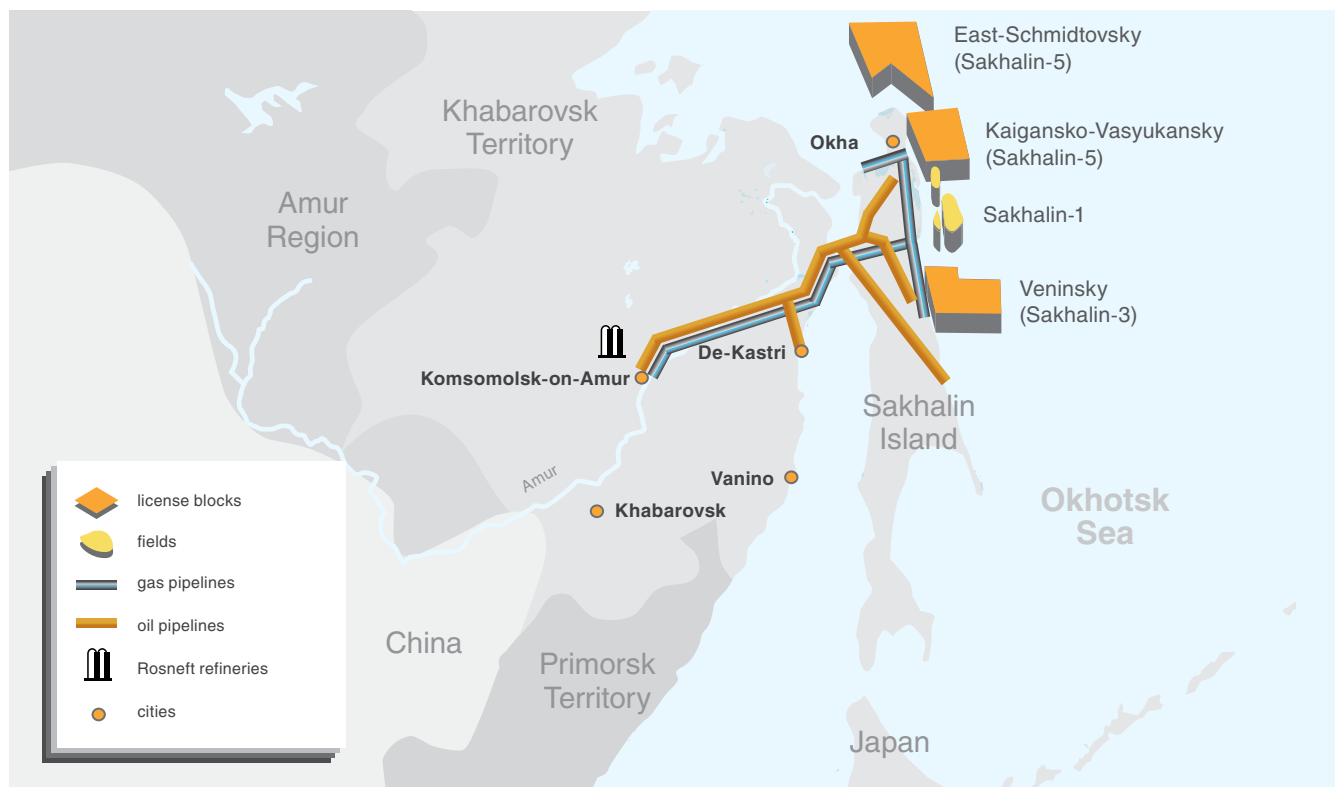 East-Schmidtovsky
(Sakhalin-5)
Khabarovsk
Territory
Okha
Kaigansko-Vasyukansky
(Sakhalin-5)
Amur
Region
Sakhalin-1
Veninsky
(Sakhalin-3)
De-Kastri
Komsomolsk-on-Amur
Sakhalin
Island
Amur
Vanino
Khabarovsk
Okhotsk
Sea
license blocks
fields
gas pipelines
oil pipelines
Rosneft refineries
cities
China
Primorsk
Territory
Japan